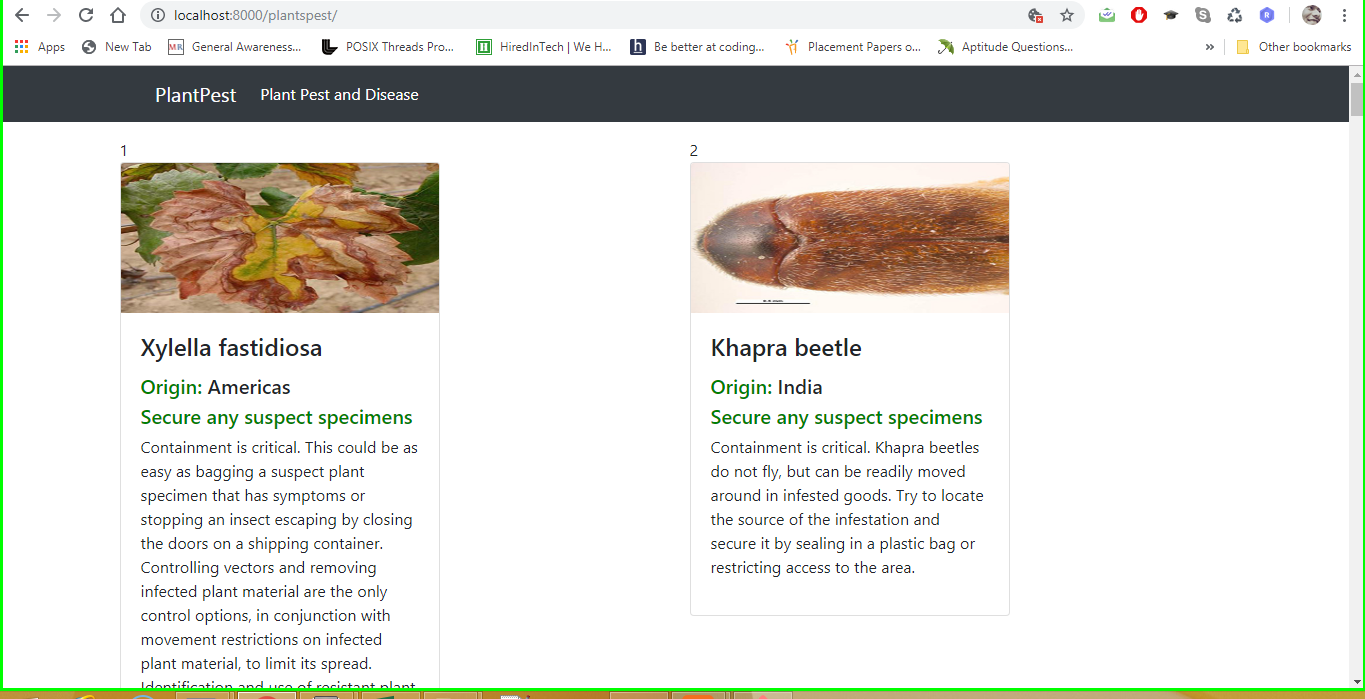 localhost:8000/plantspest/
Apps New Tab General Awareness... POSIX Threads Pro... HiredInTech | We H... Be better at coding... Placement Papers o... Aptitude Questions... » Other bookmarks
PlantPest Plant Pest and Disease
1
Xylella fastidiosa
Origin: Americas
Secure any suspect specimens
Containment is critical. This could be as
easy as bagging a suspect plant
specimen that has symptoms or
stopping an insect escaping by closing
the doors on a shipping container.
Controlling vectors and removing
infected plant material are the only
control options, in conjunction with
movement restrictions on infected
plant material, to limit its spread.
Identification and use of resistant plant
2
Khapra beetle
Origin: India
Secure any suspect specimens
Containment is critical. Khapra beetles
do not fly, but can be readily moved
around in infested goods. Try to locate
the source of the infestation and
secure it by sealing in a plastic bag or
restricting access to the area.